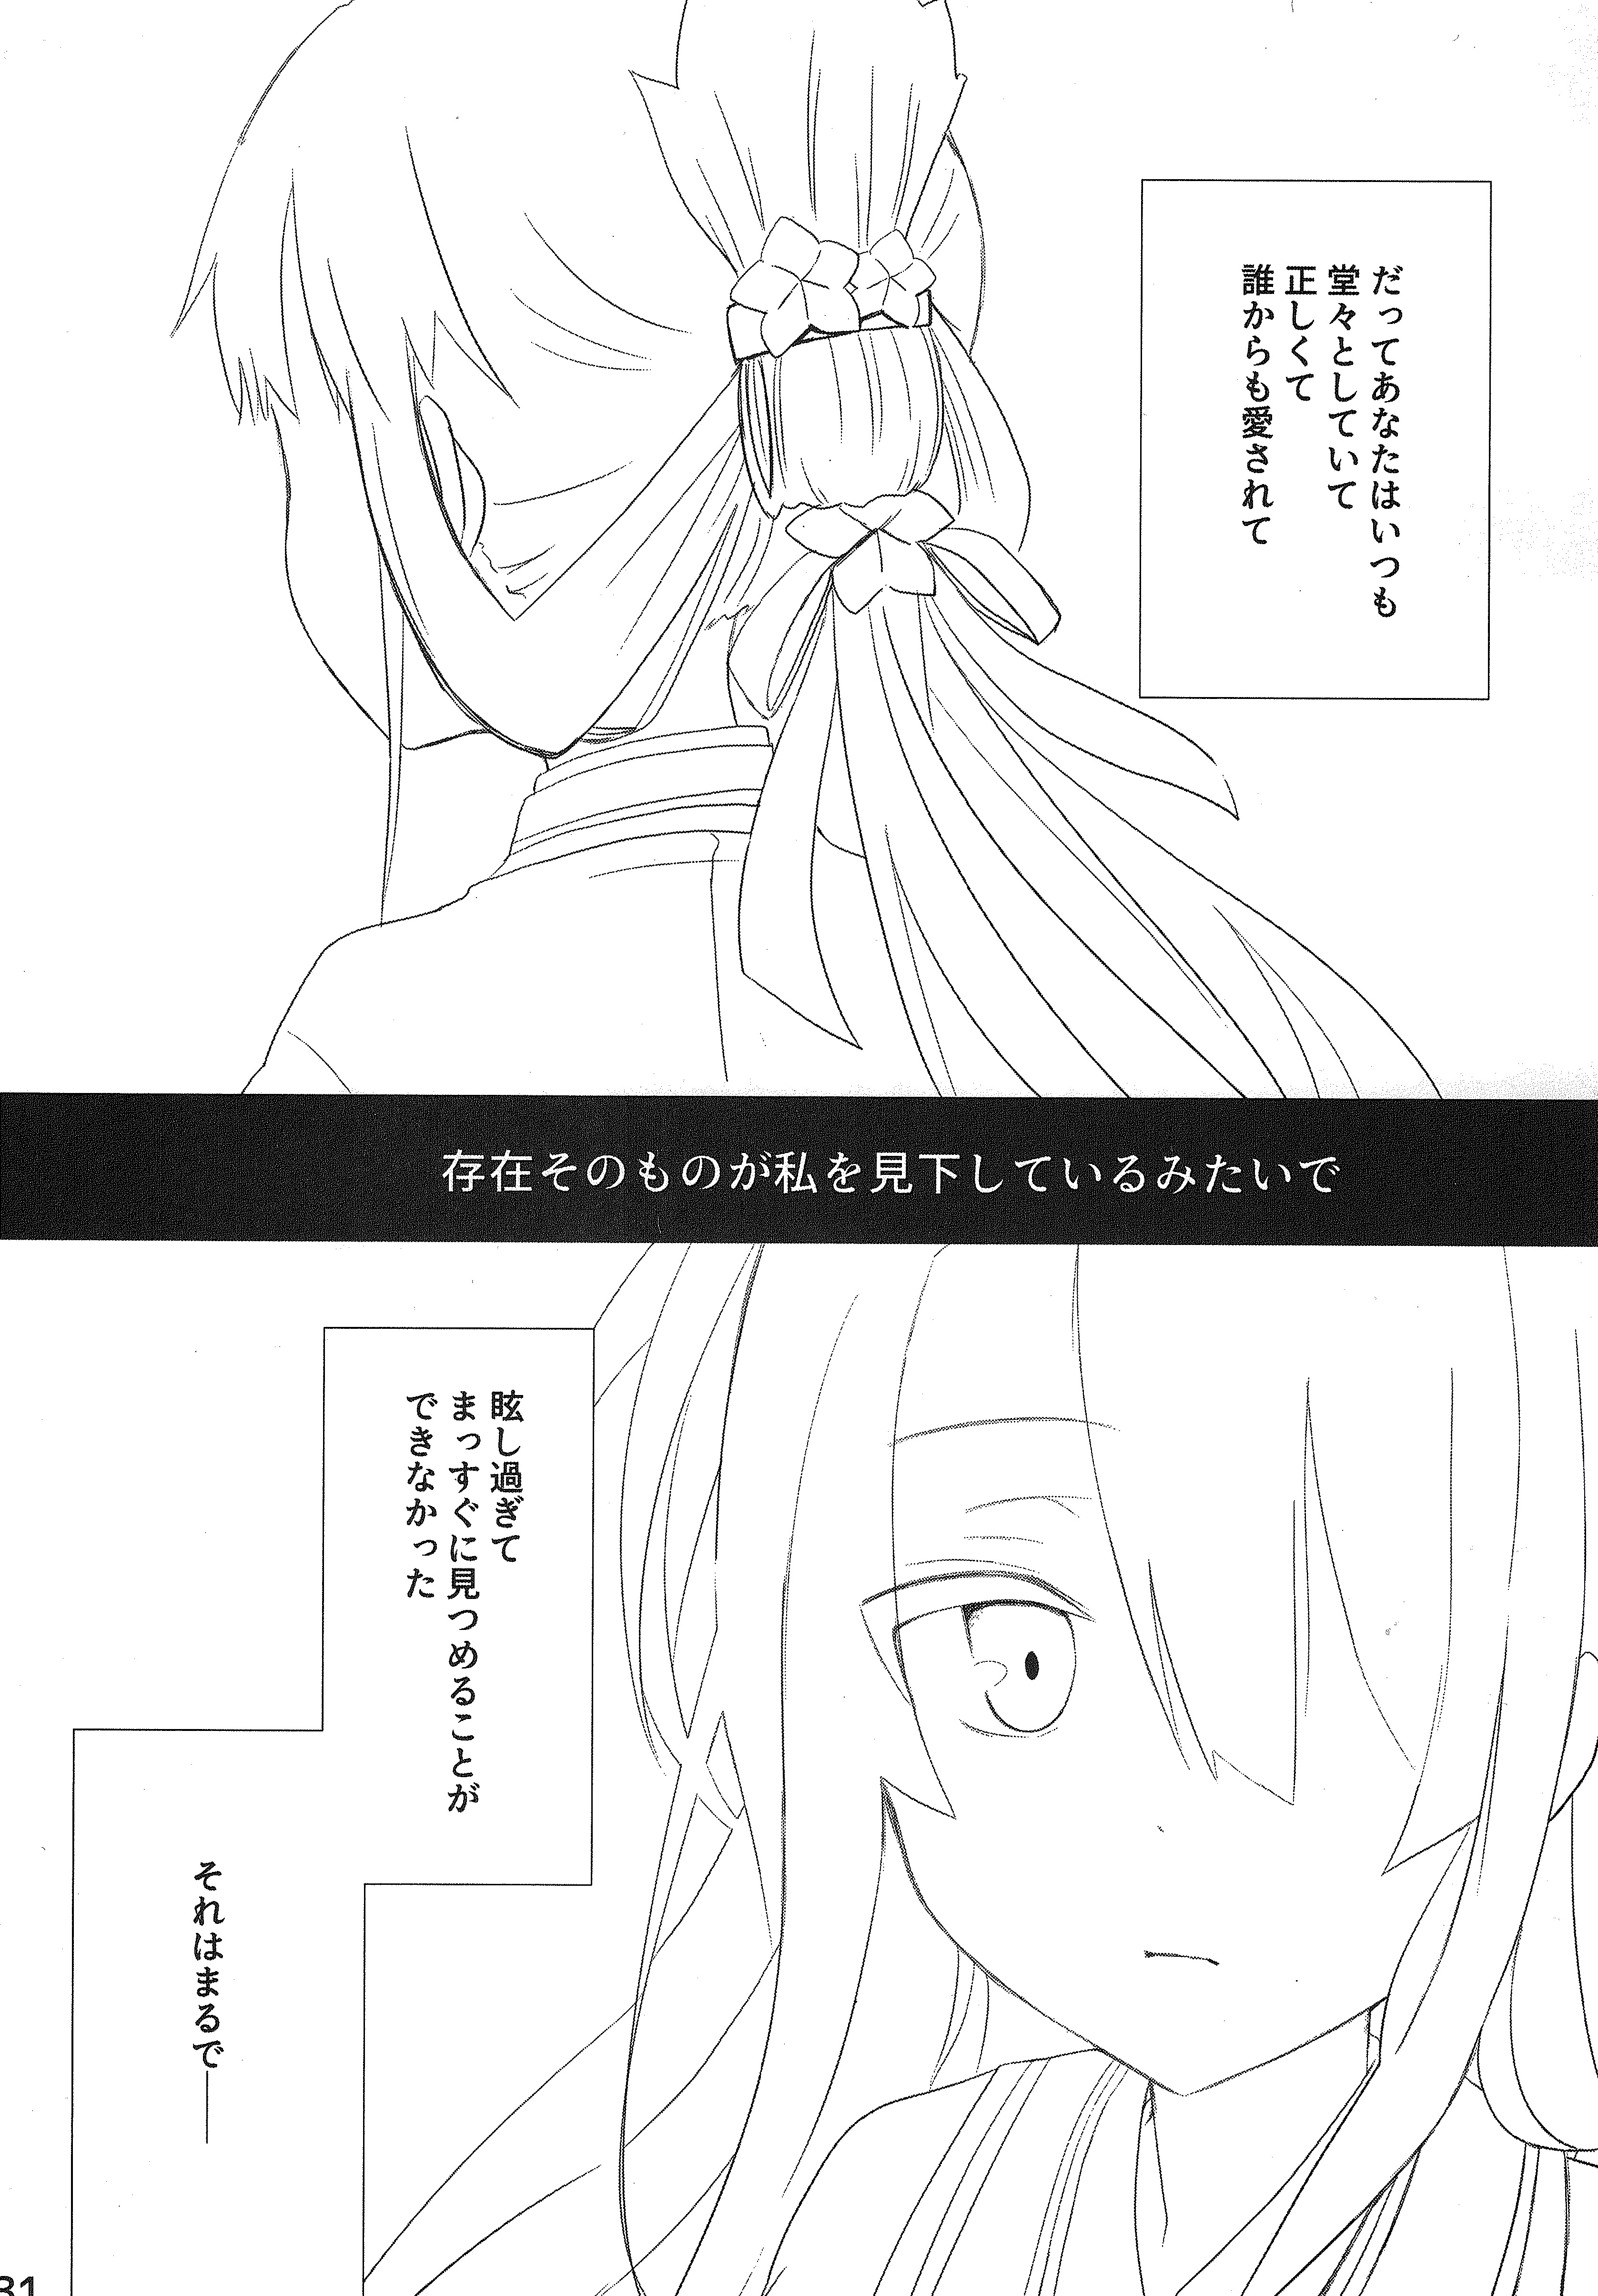 だってあなたはいつも
堂々としていて
正しくて
誰からも愛されて
存在そのものが私を見下しているみたいで
眩し過ぎて
まっすぐに見つめることが
できなかった
それはまるで――
31